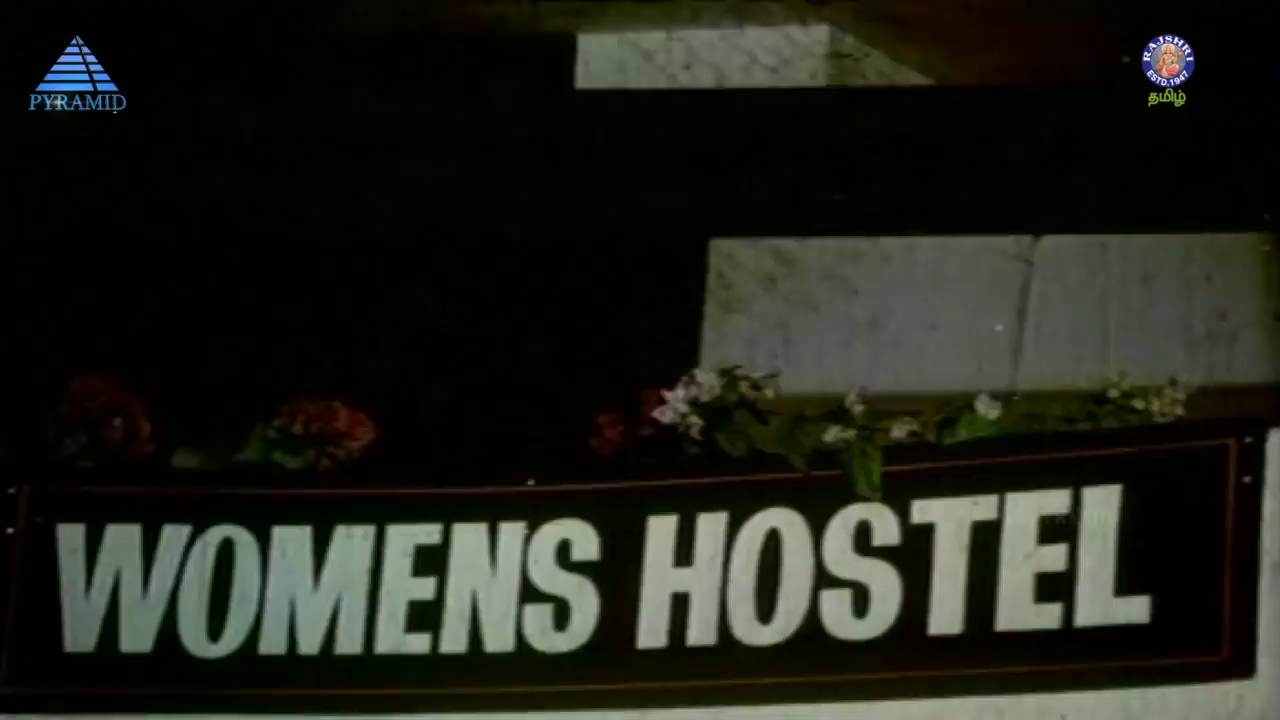 PYRAMID
RAJSHRI
ESTD.1947
தமிழ்
WOMENS HOSTEL